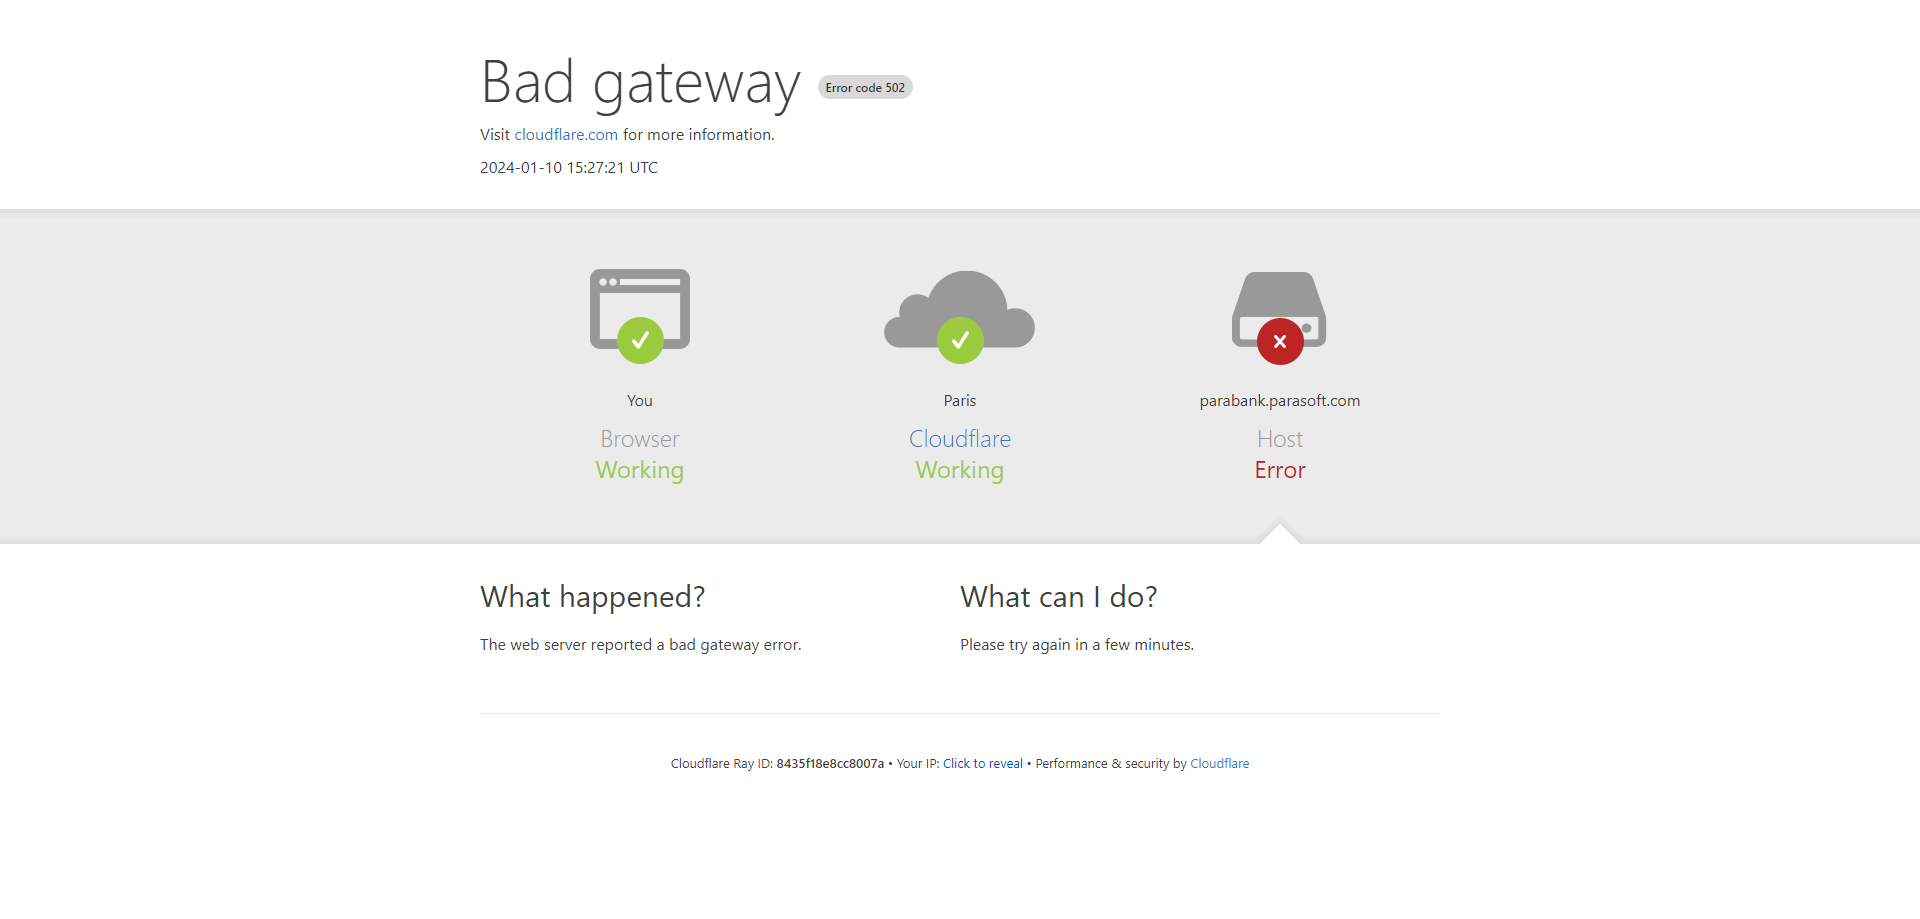 Bad gateway Error code 502
Visit cloudflare.com for more information.
2024-01-10 15:27:21 UTC
You
Browser
Working
Paris
Cloudflare
Working
parabank.parasoft.com
Host
Error
What happened?
The web server reported a bad gateway error.
What can I do?
Please try again in a few minutes.
Cloudflare Ray ID: 8435f18e8cc8007a • Your IP: Click to reveal • Performance & security by Cloudflare